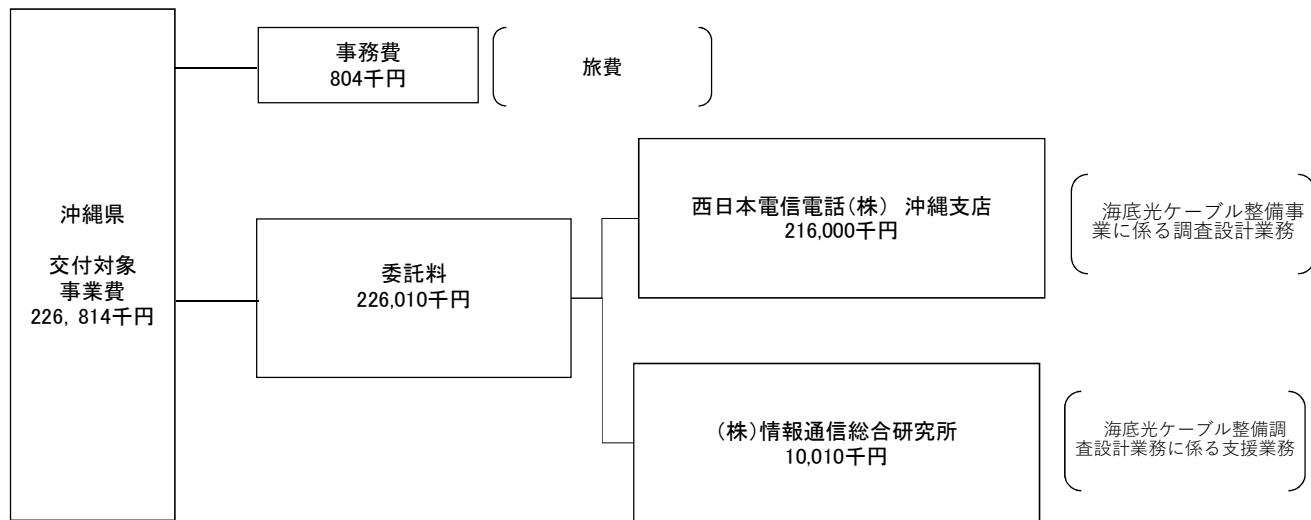 沖縄県
交付対象
事業費
226, 814千円
事務費
804千円
旅費
委託料
226,010千円
西日本電信電話(株) 沖縄支店
216,000千円
海底光ケーブル整備事
業に係る調査設計業務
(株)情報通信総合研究所
10,010千円
海底光ケーブル整備調
査設計業務に係る支援業務